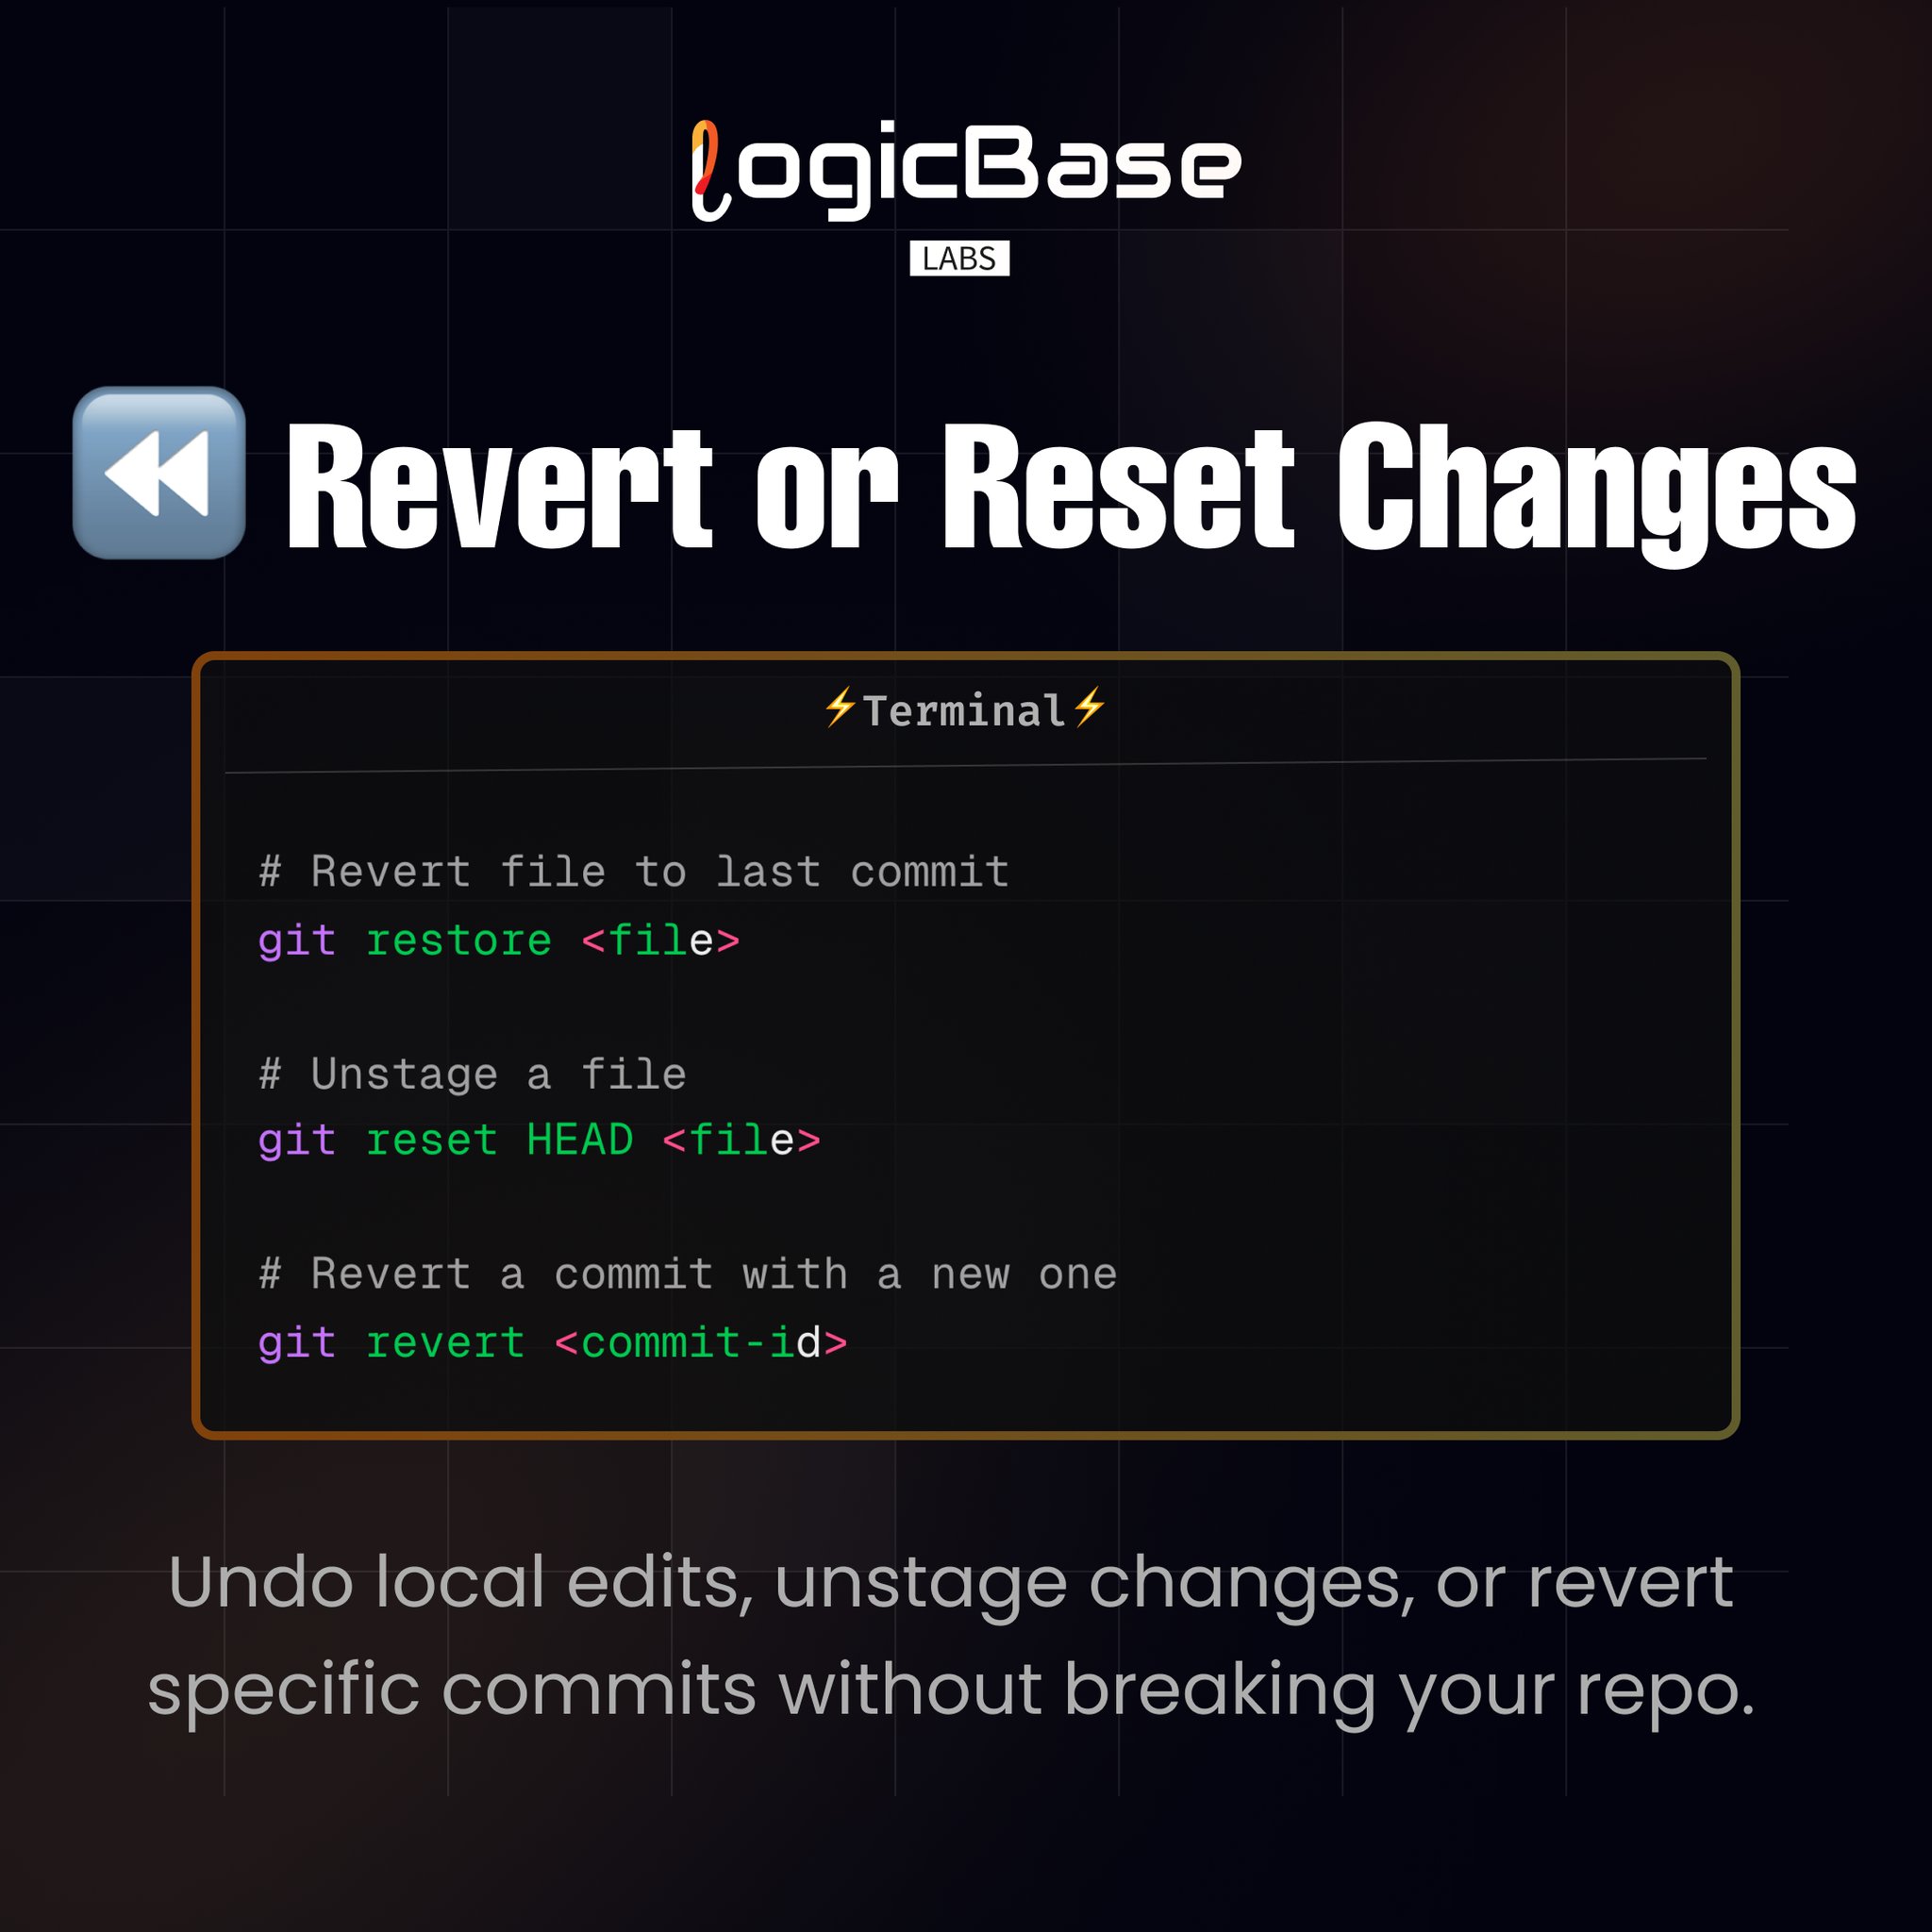 logicBase
LABS
⏪ Revert or Reset Changes
⚡Terminal⚡
# Revert file to last commit
git restore <file>
# Unstage a file
git reset HEAD <file>
# Revert a commit with a new one
git revert <commit-id>
Undo local edits, unstage changes, or revert
specific commits without breaking your repo.